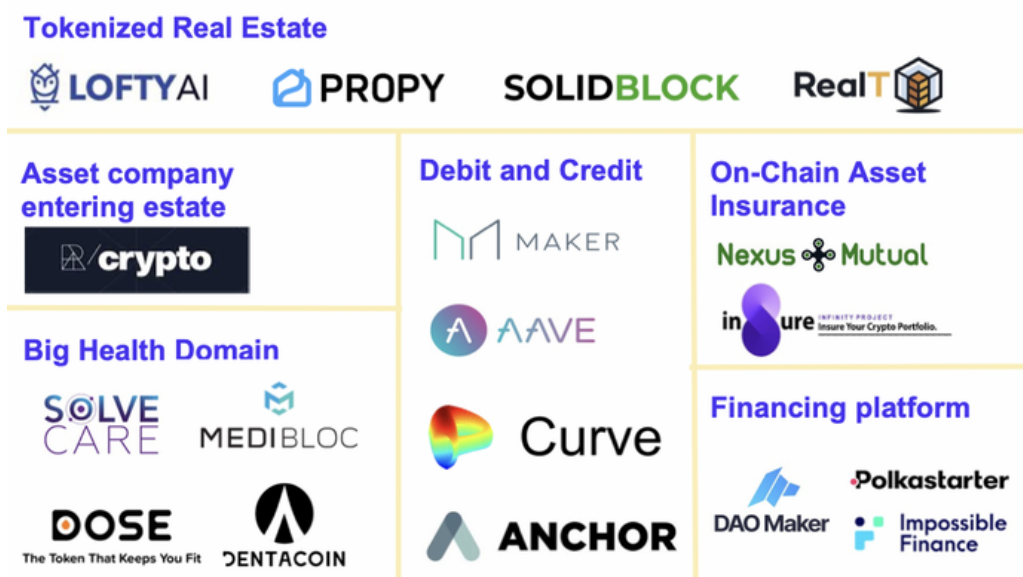 Tokenized Real Estate
LOFTYAI
PROPY
SOLIDBLOCK
RealT
Asset company
entering estate
/crypto
Big Health Domain
SOLVE
CARE
MEDIBLOC
DOSE
The Token That Keeps You Fit
DENTACOIN
Debit and Credit
MAKER
AAVE
Curve
ANCHOR
On-Chain Asset
Insurance
Nexus Mutual
inSure
INFINITY PROJECT
Insure Your Crypto Portfolio.
Financing platform
DAO Maker
Polkastarter
Impossible
Finance